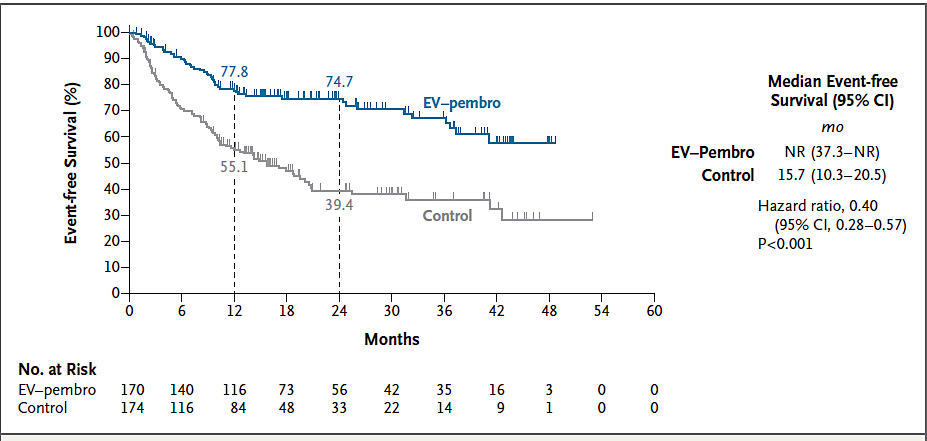 100
90
80
70
60
50
40
30
20
10
0
Event-free Survival (%)
77.8
74.7
EV–pembro
55.1
39.4
Control
0 6 12 18 24 30 36 42 48 54 60
Months
Median Event-free
Survival (95% CI)
mo
EV–Pembro NR (37.3–NR)
Control 15.7 (10.3–20.5)
Hazard ratio, 0.40
(95% CI, 0.28–0.57)
P<0.001
No. at Risk
EV–pembro 170 140 116 73 56 42 35 16 3 0 0
Control 174 116 84 48 33 22 14 9 1 0 0